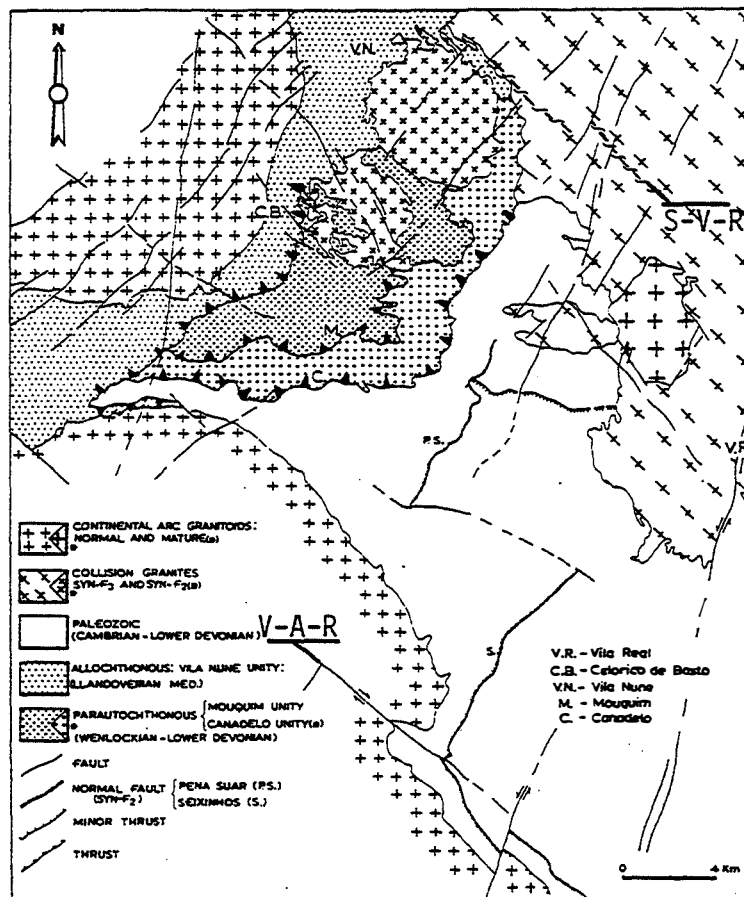 N
V.N.
S-V-R
C.B.
M.
C.
P.S.
V.R.
CONTINENTAL ARC GRANITOIDS:
NORMAL AND MATURE(*)
COLLISION GRANITES
SYN-F3 AND SYN-F2(*)
PALEOZOIC
(CAMBRIAN-LOWER DEVONIAN)
V-A-R
S.
ALLOCHTHONOUS: VILA NUNE UNITY:
(LLANDOVERIAN MED.)
PARAUTOCHTHONOUS { MOUQUIM UNITY
CANADELO UNITY(*)
(WENLOCKIAN-LOWER DEVONIAN)
FAULT
NORMAL FAULT { PENA SUAR (P.S.)
(SYN-F2) SEIXINHOS (S.)
MINOR THRUST
THRUST
V.R. - Vila Real
C.B. - Celorico de Basto
V.N. - Vila Nune
M. - Mouquim
C. - Canadelo
0 4 Km